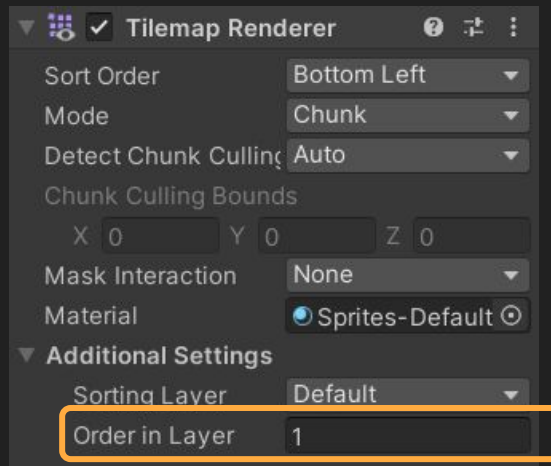 Tilemap Renderer
Sort Order Bottom Left
Mode Chunk
Detect Chunk Culling Auto
Chunk Culling Bounds
X 0 Y 0 Z 0
Mask Interaction None
Material Sprites-Default
Additional Settings
Sorting Layer Default
Order in Layer 1